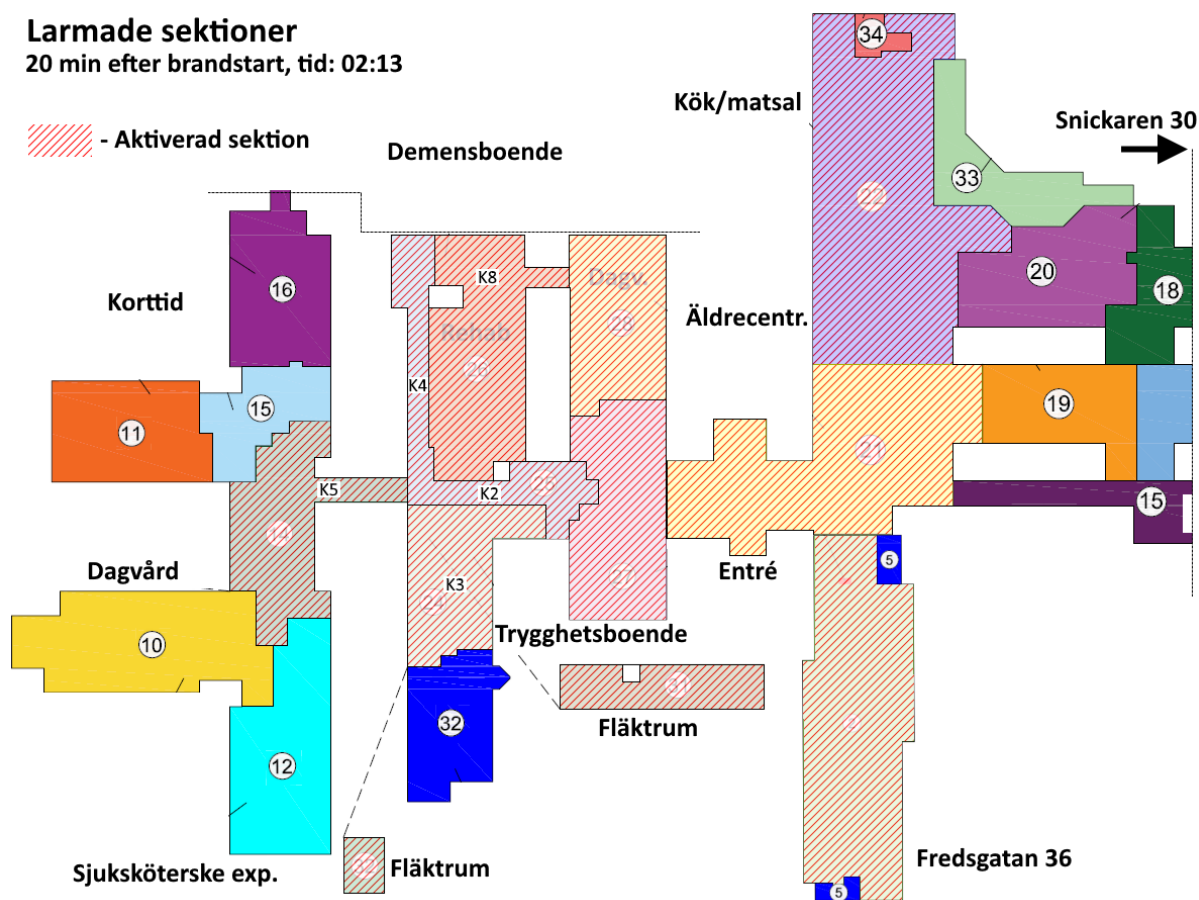 Larmade sektioner
20 min efter brandstart, tid: 02:13
- Aktiverad sektion
34
Kök/matsal
Snickaren 30
Demensboende
33
22
K8
Dagv.
20
18
16
Korttid
28
Äldrecentr.
Rehab
26
K4
15
19
11
21
K5
K2
25
15
14
5
Dagvård
Entré
K3
27
24
Trygghetsboende
10
31
32
Fläktrum
12
Fläktrum
Fredsgatan 36
Sjuksköterske exp.
5